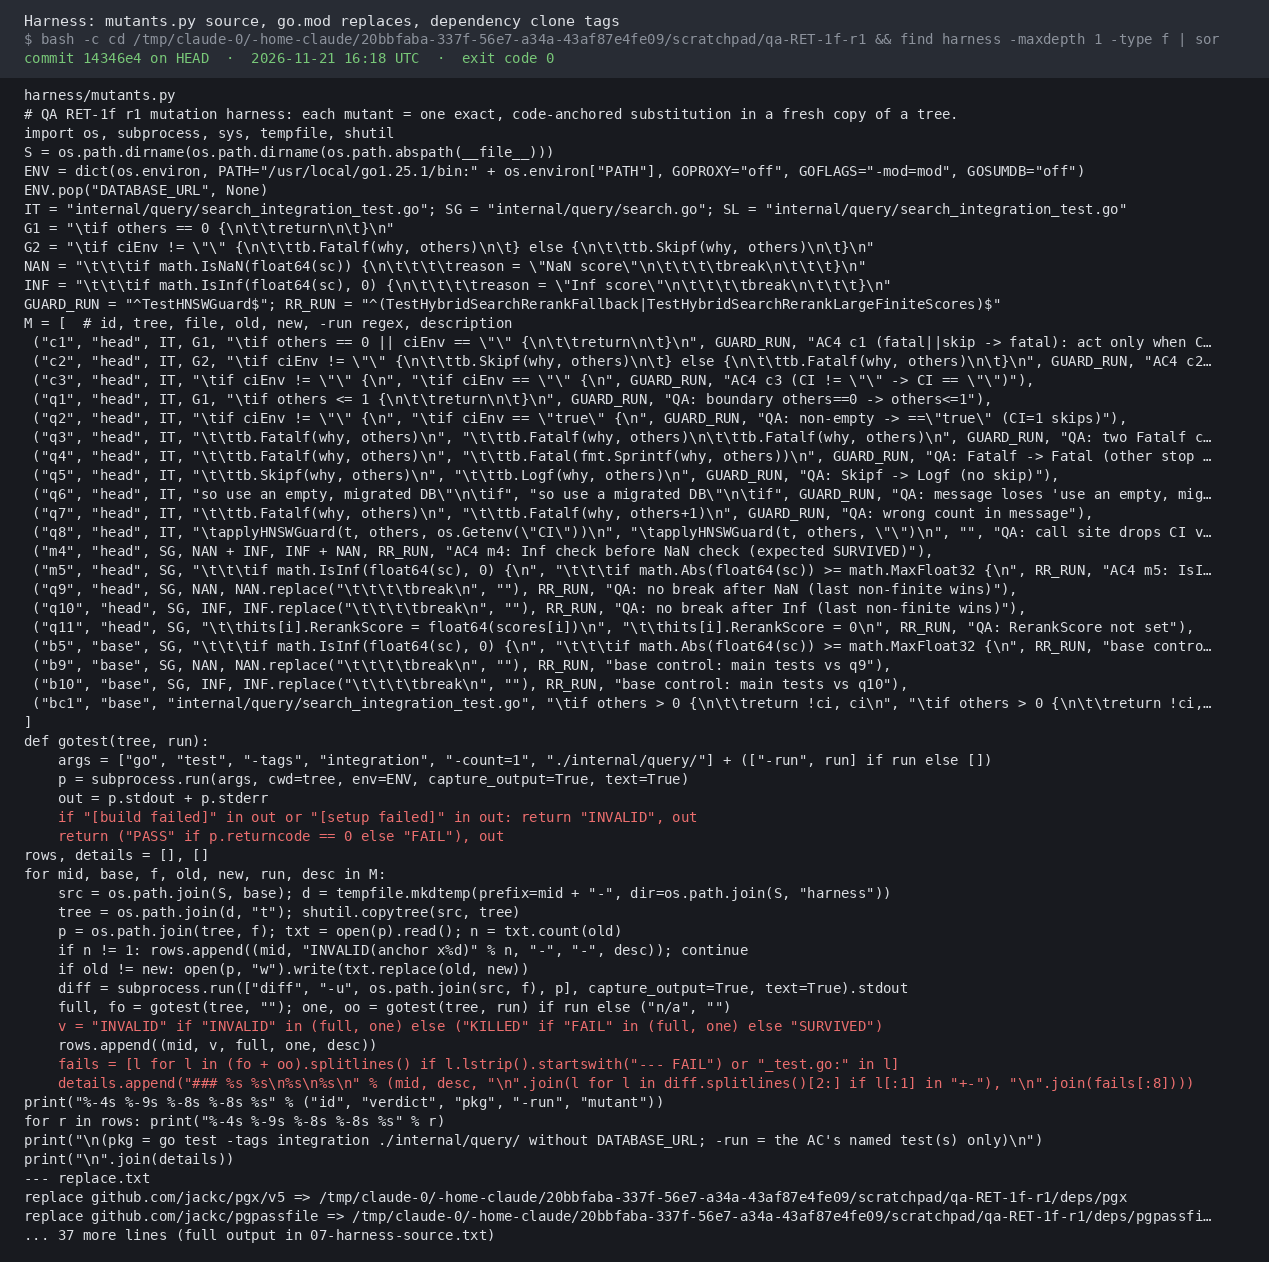 Harness: mutants.py source, go.mod replaces, dependency clone tags
$ bash -c cd /tmp/claude-0/-home-claude/20bbfaba-337f-56e7-a34a-43af87e4fe09/scratchpad/qa-RET-1f-r1 && find harness -maxdepth 1 -type f | sor
commit 14346e4 on HEAD  ·  2026-11-21 16:18 UTC  ·  exit code 0
harness/mutants.py
# QA RET-1f r1 mutation harness: each mutant = one exact, code-anchored substitution in a fresh copy of a tree.
import os, subprocess, sys, tempfile, shutil
S = os.path.dirname(os.path.dirname(os.path.abspath(__file__)))
ENV = dict(os.environ, PATH="/usr/local/go1.25.1/bin:" + os.environ["PATH"], GOPROXY="off", GOFLAGS="-mod=mod", GOSUMDB="off")
ENV.pop("DATABASE_URL", None)
IT = "internal/query/search_integration_test.go"; SG = "internal/query/search.go"; SL = "internal/query/search_integration_test.go"
G1 = "\tif others == 0 {\n\t\treturn\n\t}\n"
G2 = "\tif ciEnv != \"\" {\n\t\ttb.Fatalf(why, others)\n\t} else {\n\t\ttb.Skipf(why, others)\n\t}\n"
NAN = "\t\t\tif math.IsNaN(float64(sc)) {\n\t\t\t\treason = \"NaN score\"\n\t\t\t\tbreak\n\t\t\t}\n"
INF = "\t\t\tif math.IsInf(float64(sc), 0) {\n\t\t\t\treason = \"Inf score\"\n\t\t\t\tbreak\n\t\t\t}\n"
GUARD_RUN = "^TestHNSWGuard$"; RR_RUN = "^(TestHybridSearchRerankFallback|TestHybridSearchRerankLargeFiniteScores)$"
M = [  # id, tree, file, old, new, -run regex, description
 ("c1", "head", IT, G1, "\tif others == 0 || ciEnv == \"\" {\n\t\treturn\n\t}\n", GUARD_RUN, "AC4 c1 (fatal||skip -> fatal): act only when C…
 ("c2", "head", IT, G2, "\tif ciEnv != \"\" {\n\t\ttb.Skipf(why, others)\n\t} else {\n\t\ttb.Fatalf(why, others)\n\t}\n", GUARD_RUN, "AC4 c2…
 ("c3", "head", IT, "\tif ciEnv != \"\" {\n", "\tif ciEnv == \"\" {\n", GUARD_RUN, "AC4 c3 (CI != \"\" -> CI == \"\")"),
 ("q1", "head", IT, G1, "\tif others <= 1 {\n\t\treturn\n\t}\n", GUARD_RUN, "QA: boundary others==0 -> others<=1"),
 ("q2", "head", IT, "\tif ciEnv != \"\" {\n", "\tif ciEnv == \"true\" {\n", GUARD_RUN, "QA: non-empty -> ==\"true\" (CI=1 skips)"),
 ("q3", "head", IT, "\t\ttb.Fatalf(why, others)\n", "\t\ttb.Fatalf(why, others)\n\t\ttb.Fatalf(why, others)\n", GUARD_RUN, "QA: two Fatalf c…
 ("q4", "head", IT, "\t\ttb.Fatalf(why, others)\n", "\t\ttb.Fatal(fmt.Sprintf(why, others))\n", GUARD_RUN, "QA: Fatalf -> Fatal (other stop …
 ("q5", "head", IT, "\t\ttb.Skipf(why, others)\n", "\t\ttb.Logf(why, others)\n", GUARD_RUN, "QA: Skipf -> Logf (no skip)"),
 ("q6", "head", IT, "so use an empty, migrated DB\"\n\tif", "so use a migrated DB\"\n\tif", GUARD_RUN, "QA: message loses 'use an empty, mig…
 ("q7", "head", IT, "\t\ttb.Fatalf(why, others)\n", "\t\ttb.Fatalf(why, others+1)\n", GUARD_RUN, "QA: wrong count in message"),
 ("q8", "head", IT, "\tapplyHNSWGuard(t, others, os.Getenv(\"CI\"))\n", "\tapplyHNSWGuard(t, others, \"\")\n", "", "QA: call site drops CI v…
 ("m4", "head", SG, NAN + INF, INF + NAN, RR_RUN, "AC4 m4: Inf check before NaN check (expected SURVIVED)"),
 ("m5", "head", SG, "\t\t\tif math.IsInf(float64(sc), 0) {\n", "\t\t\tif math.Abs(float64(sc)) >= math.MaxFloat32 {\n", RR_RUN, "AC4 m5: IsI…
 ("q9", "head", SG, NAN, NAN.replace("\t\t\t\tbreak\n", ""), RR_RUN, "QA: no break after NaN (last non-finite wins)"),
 ("q10", "head", SG, INF, INF.replace("\t\t\t\tbreak\n", ""), RR_RUN, "QA: no break after Inf (last non-finite wins)"),
 ("q11", "head", SG, "\t\thits[i].RerankScore = float64(scores[i])\n", "\t\thits[i].RerankScore = 0\n", RR_RUN, "QA: RerankScore not set"),
 ("b5", "base", SG, "\t\t\tif math.IsInf(float64(sc), 0) {\n", "\t\t\tif math.Abs(float64(sc)) >= math.MaxFloat32 {\n", RR_RUN, "base contro…
 ("b9", "base", SG, NAN, NAN.replace("\t\t\t\tbreak\n", ""), RR_RUN, "base control: main tests vs q9"),
 ("b10", "base", SG, INF, INF.replace("\t\t\t\tbreak\n", ""), RR_RUN, "base control: main tests vs q10"),
 ("bc1", "base", "internal/query/search_integration_test.go", "\tif others > 0 {\n\t\treturn !ci, ci\n", "\tif others > 0 {\n\t\treturn !ci,…
]
def gotest(tree, run):
    args = ["go", "test", "-tags", "integration", "-count=1", "./internal/query/"] + (["-run", run] if run else [])
    p = subprocess.run(args, cwd=tree, env=ENV, capture_output=True, text=True)
    out = p.stdout + p.stderr
    if "[build failed]" in out or "[setup failed]" in out: return "INVALID", out
    return ("PASS" if p.returncode == 0 else "FAIL"), out
rows, details = [], []
for mid, base, f, old, new, run, desc in M:
    src = os.path.join(S, base); d = tempfile.mkdtemp(prefix=mid + "-", dir=os.path.join(S, "harness"))
    tree = os.path.join(d, "t"); shutil.copytree(src, tree)
    p = os.path.join(tree, f); txt = open(p).read(); n = txt.count(old)
    if n != 1: rows.append((mid, "INVALID(anchor x%d)" % n, "-", "-", desc)); continue
    if old != new: open(p, "w").write(txt.replace(old, new))
    diff = subprocess.run(["diff", "-u", os.path.join(src, f), p], capture_output=True, text=True).stdout
    full, fo = gotest(tree, ""); one, oo = gotest(tree, run) if run else ("n/a", "")
    v = "INVALID" if "INVALID" in (full, one) else ("KILLED" if "FAIL" in (full, one) else "SURVIVED")
    rows.append((mid, v, full, one, desc))
    fails = [l for l in (fo + oo).splitlines() if l.lstrip().startswith("--- FAIL") or "_test.go:" in l]
    details.append("### %s %s\n%s\n%s\n" % (mid, desc, "\n".join(l for l in diff.splitlines()[2:] if l[:1] in "+-"), "\n".join(fails[:8])))
print("%-4s %-9s %-8s %-8s %s" % ("id", "verdict", "pkg", "-run", "mutant"))
for r in rows: print("%-4s %-9s %-8s %-8s %s" % r)
print("\n(pkg = go test -tags integration ./internal/query/ without DATABASE_URL; -run = the AC's named test(s) only)\n")
print("\n".join(details))
--- replace.txt
replace github.com/jackc/pgx/v5 => /tmp/claude-0/-home-claude/20bbfaba-337f-56e7-a34a-43af87e4fe09/scratchpad/qa-RET-1f-r1/deps/pgx
replace github.com/jackc/pgpassfile => /tmp/claude-0/-home-claude/20bbfaba-337f-56e7-a34a-43af87e4fe09/scratchpad/qa-RET-1f-r1/deps/pgpassfi…
... 37 more lines (full output in 07-harness-source.txt)